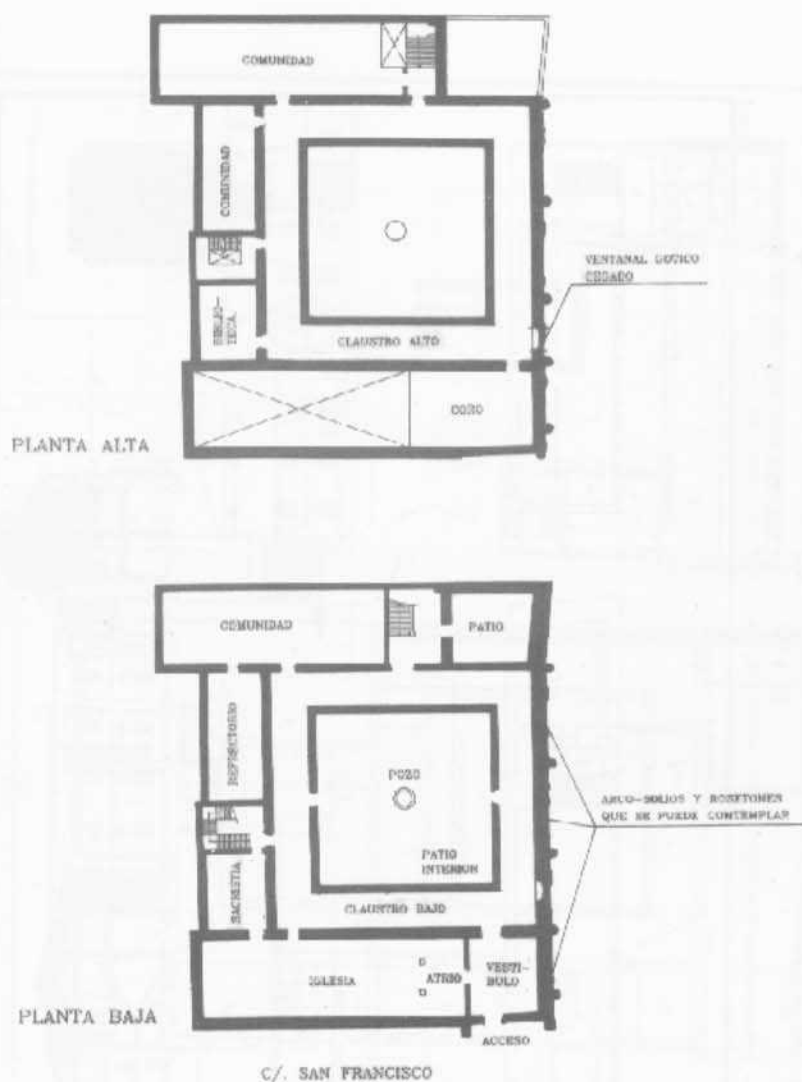 COMUNIDAD
COMUNIDAD
VENTANAL GOTICO
CEGADO
BIBLIO-
TECA
CLAUSTRO ALTO
CORO
PLANTA ALTA
COMUNIDAD
PATIO
REFRECTORIO
POZO
ARCO-SOLIOS Y ROSETONES
QUE SE PUEDE CONTEMPLAR
PATIO
INTERIOR
SACRISTIA
CLAUSTRO BAJO
IGLESIA
ATRIO
VESTI-
BULO
PLANTA BAJA
ACCESO
C/. SAN FRANCISCO